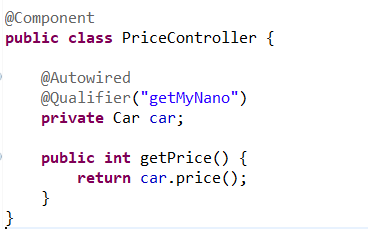 @Component
public class PriceController {
@Autowired
@Qualifier("getMyNano")
private Car car;
public int getPrice() {
return car.price();
}
}